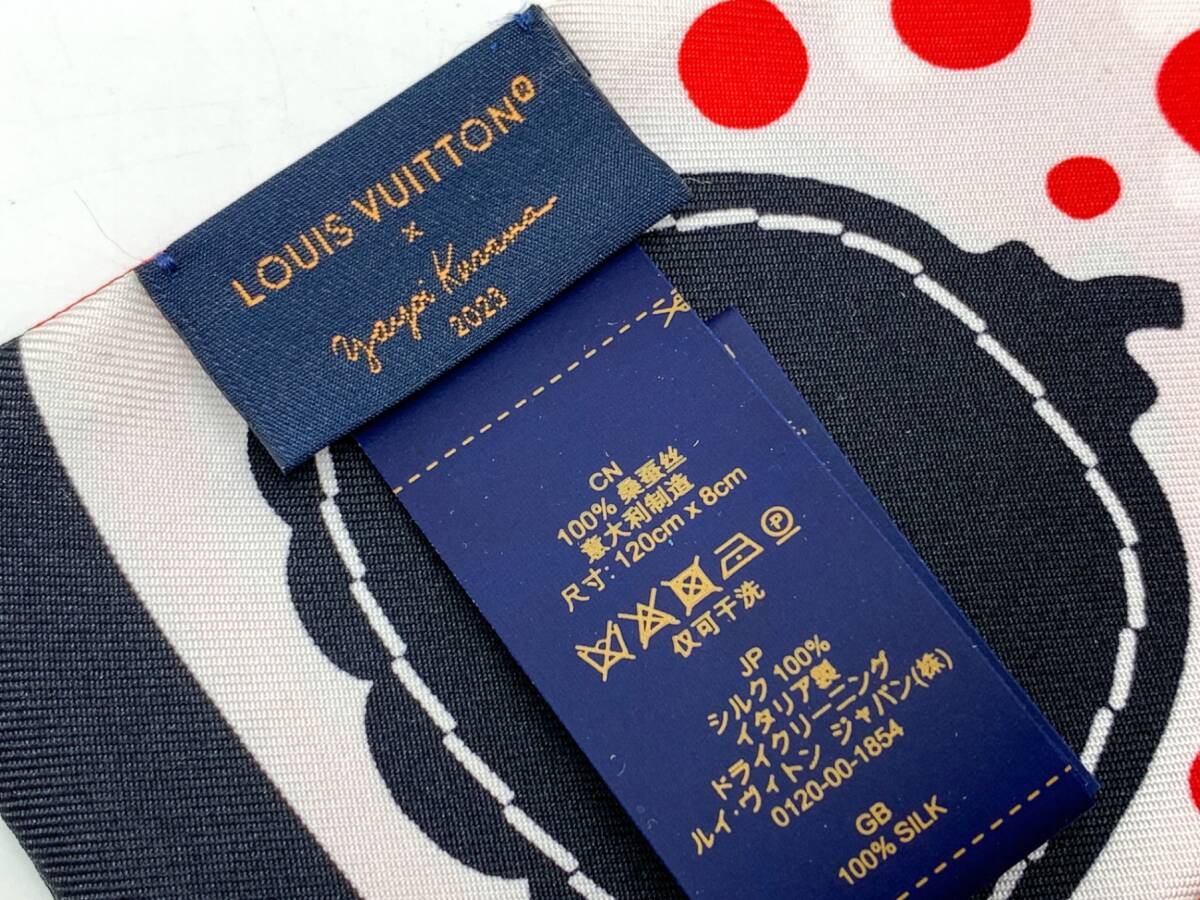 LOUIS VUITTON®
x
Yayoi Kusama
2023
CN
100% 桑蚕丝
意大利制造
尺寸: 120cm x 8cm
P
仅可干洗
JP
シルク 100%
イタリア製
ドライクリーニング
ルイ・ヴィトン ジャパン(株)
0120-00-1854
GB
100% SILK